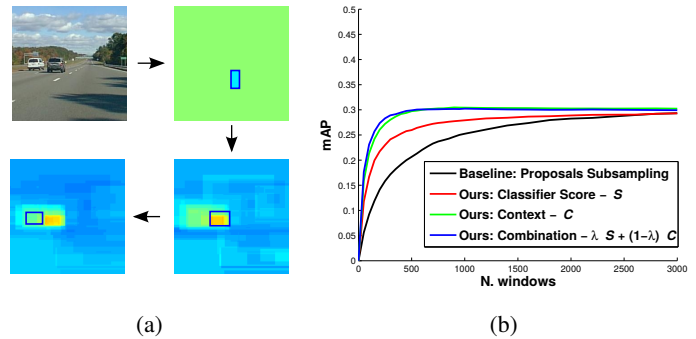 0.5
0.45
0.4
0.35
0.3
0.25
0.2
0.15
0.1
0.05
0
mAP
Baseline: Proposals Subsampling
Ours: Classifier Score – S
Ours: Context – C
Ours: Combination – λ S + (1–λ) C
0 500 1000 1500 2000 2500 3000
N. windows
(a)
(b)